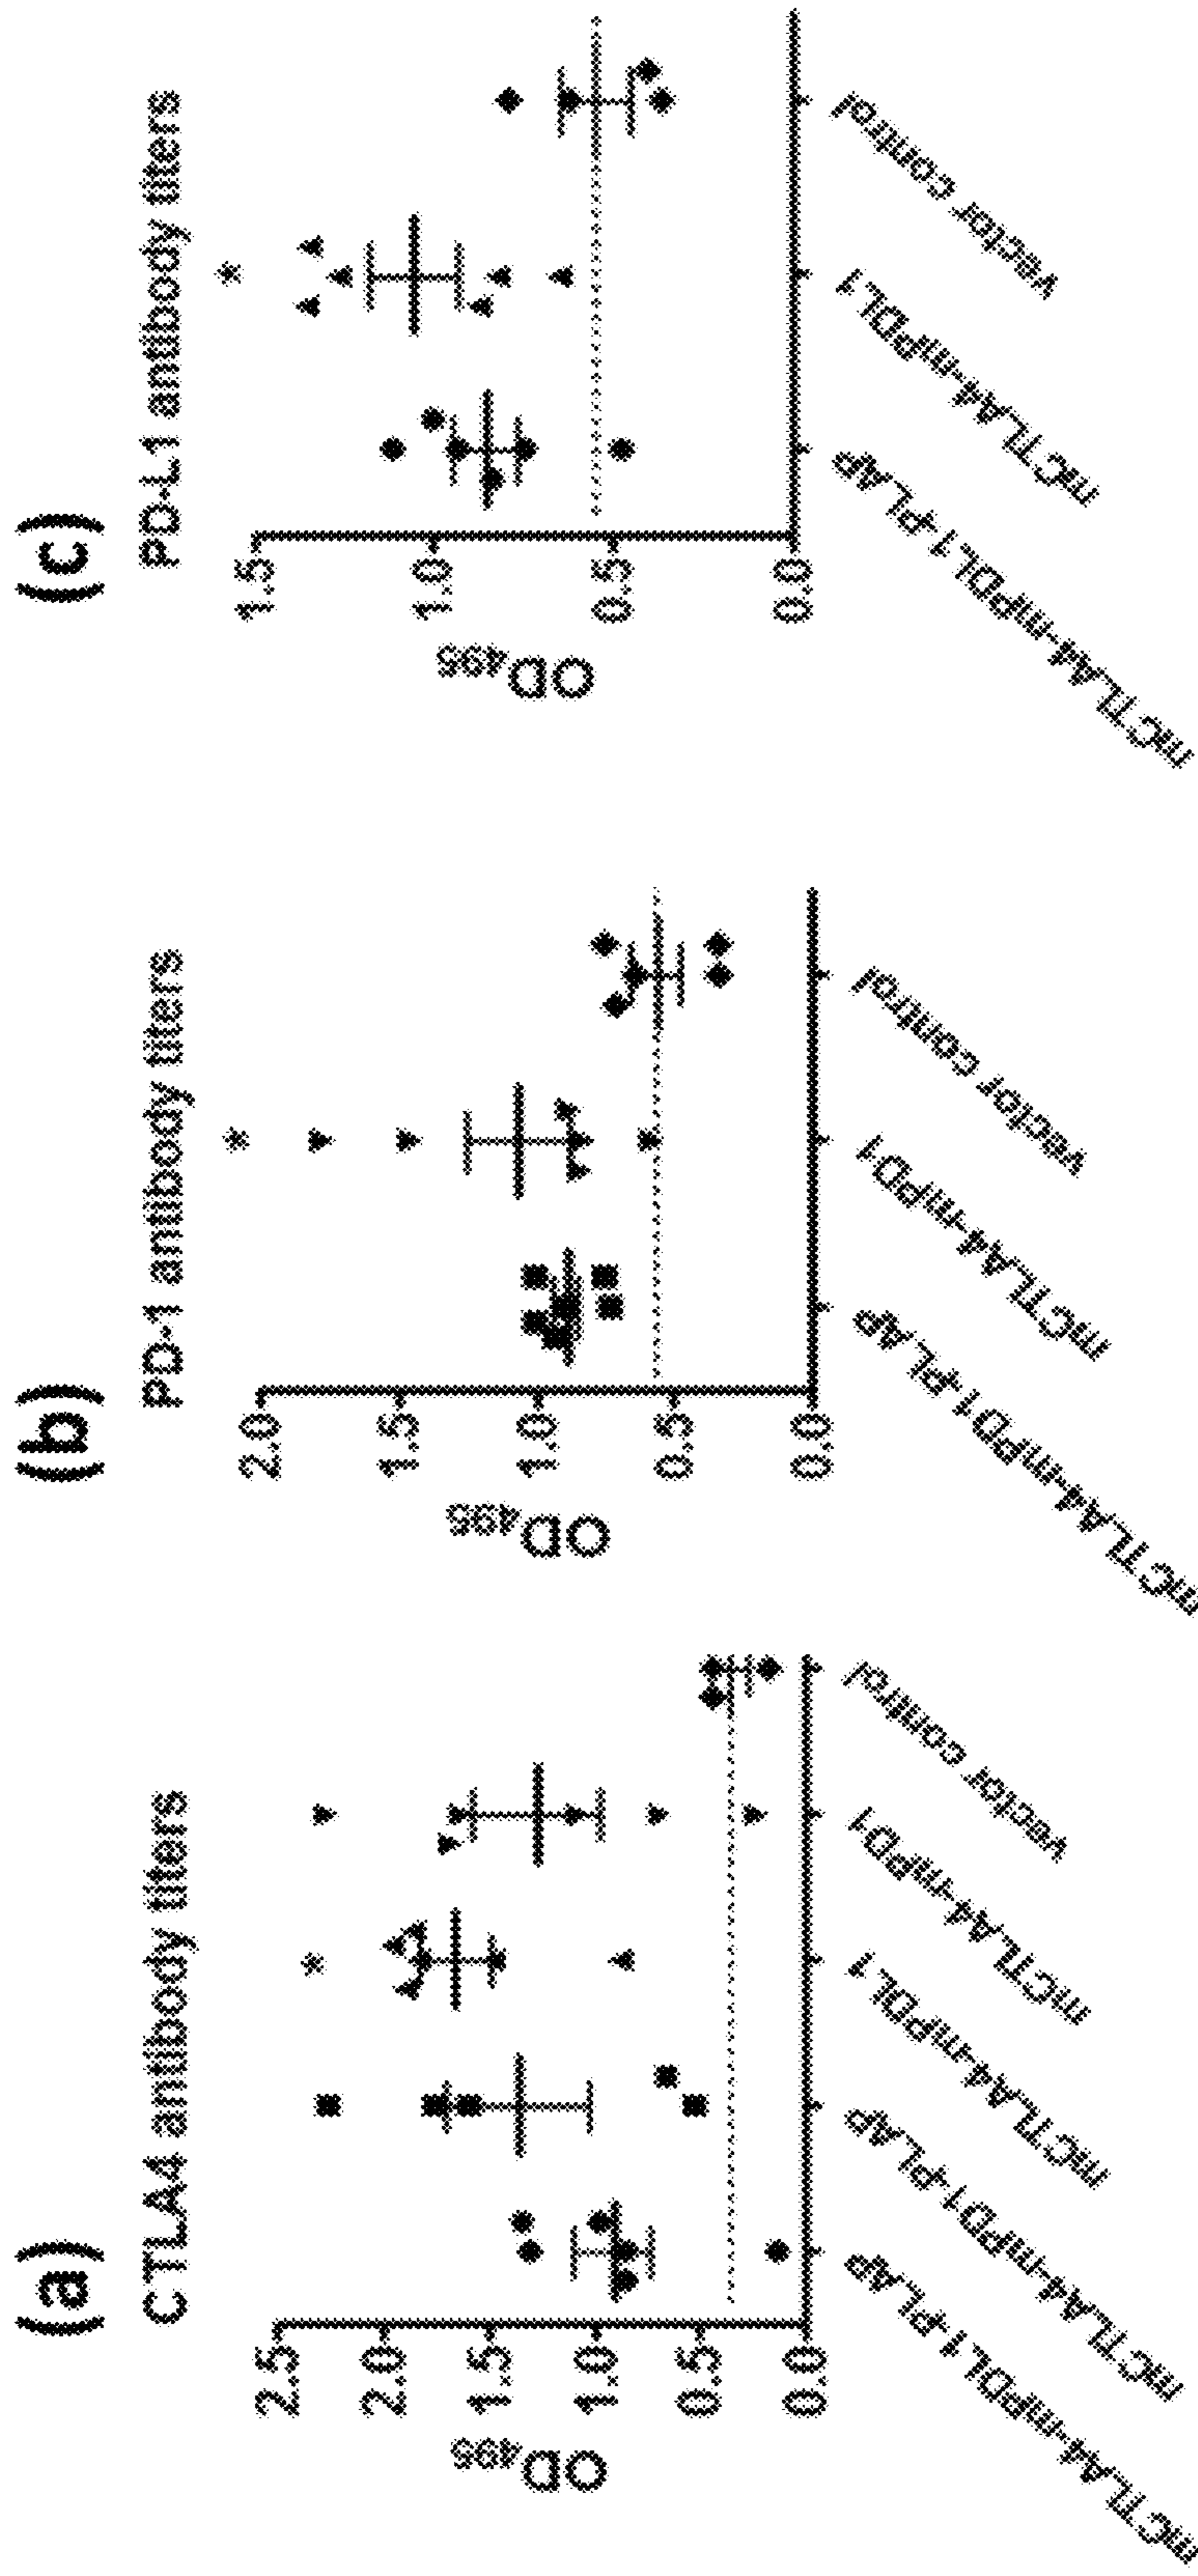 (a)
CTLA4 antibody titers
OD495
2.5
2.0
1.5
1.0
0.5
0.0
mCTLA4-mPDL1-PLAP
mCTLA4-mPD1-PLAP
mCTLA4-mPDL1
mCTLA4-mPD1
vector control
*
(b)
PD-1 antibody titers
OD495
2.0
1.5
1.0
0.5
0.0
mCTLA4-mPD1-PLAP
mCTLA4-mPD1
vector control
*
(c)
PD-L1 antibody titers
OD495
1.5
1.0
0.5
0.0
mCTLA4-mPDL1-PLAP
mCTLA4-mPDL1
vector control
*